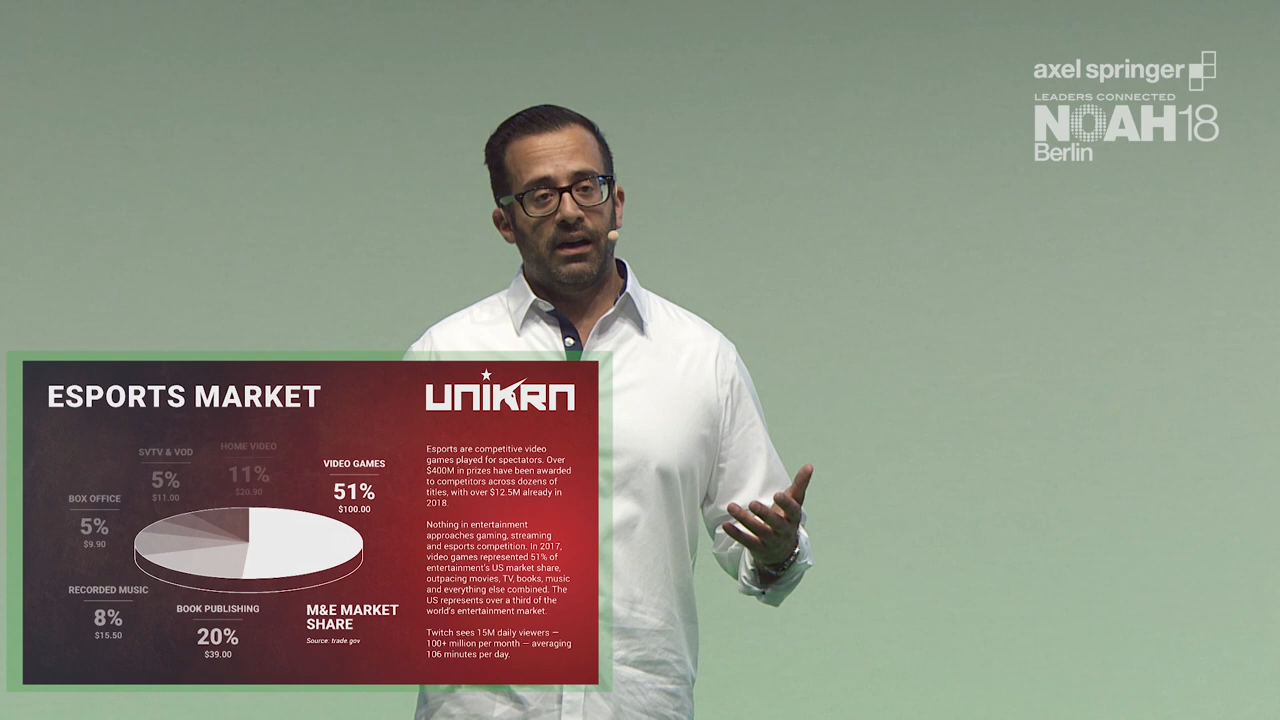 axel springer
LEADERS CONNECTED
NOAH18
Berlin
ESPORTS MARKET
UNIKRN
SVTV & VOD
5%
$11.00
HOME VIDEO
11%
$20.90
VIDEO GAMES
51%
$100.00
BOX OFFICE
5%
$9.90
RECORDED MUSIC
8%
$15.50
BOOK PUBLISHING
20%
$39.00
M&E MARKET
SHARE
Source: trade.gov
Esports are competitive video
games played for spectators. Over
$400M in prizes have been awarded
to competitors across dozens of
titles, with over $12.5M already in
2018.
Nothing in entertainment
approaches gaming, streaming
and esports competition. In 2017,
video games represented 51% of
entertainment's US market share,
outpacing movies, TV, books, music
and everything else combined. The
US represents over a third of the
world's entertainment market.
Twitch sees 15M daily viewers —
100+ million per month — averaging
106 minutes per day.